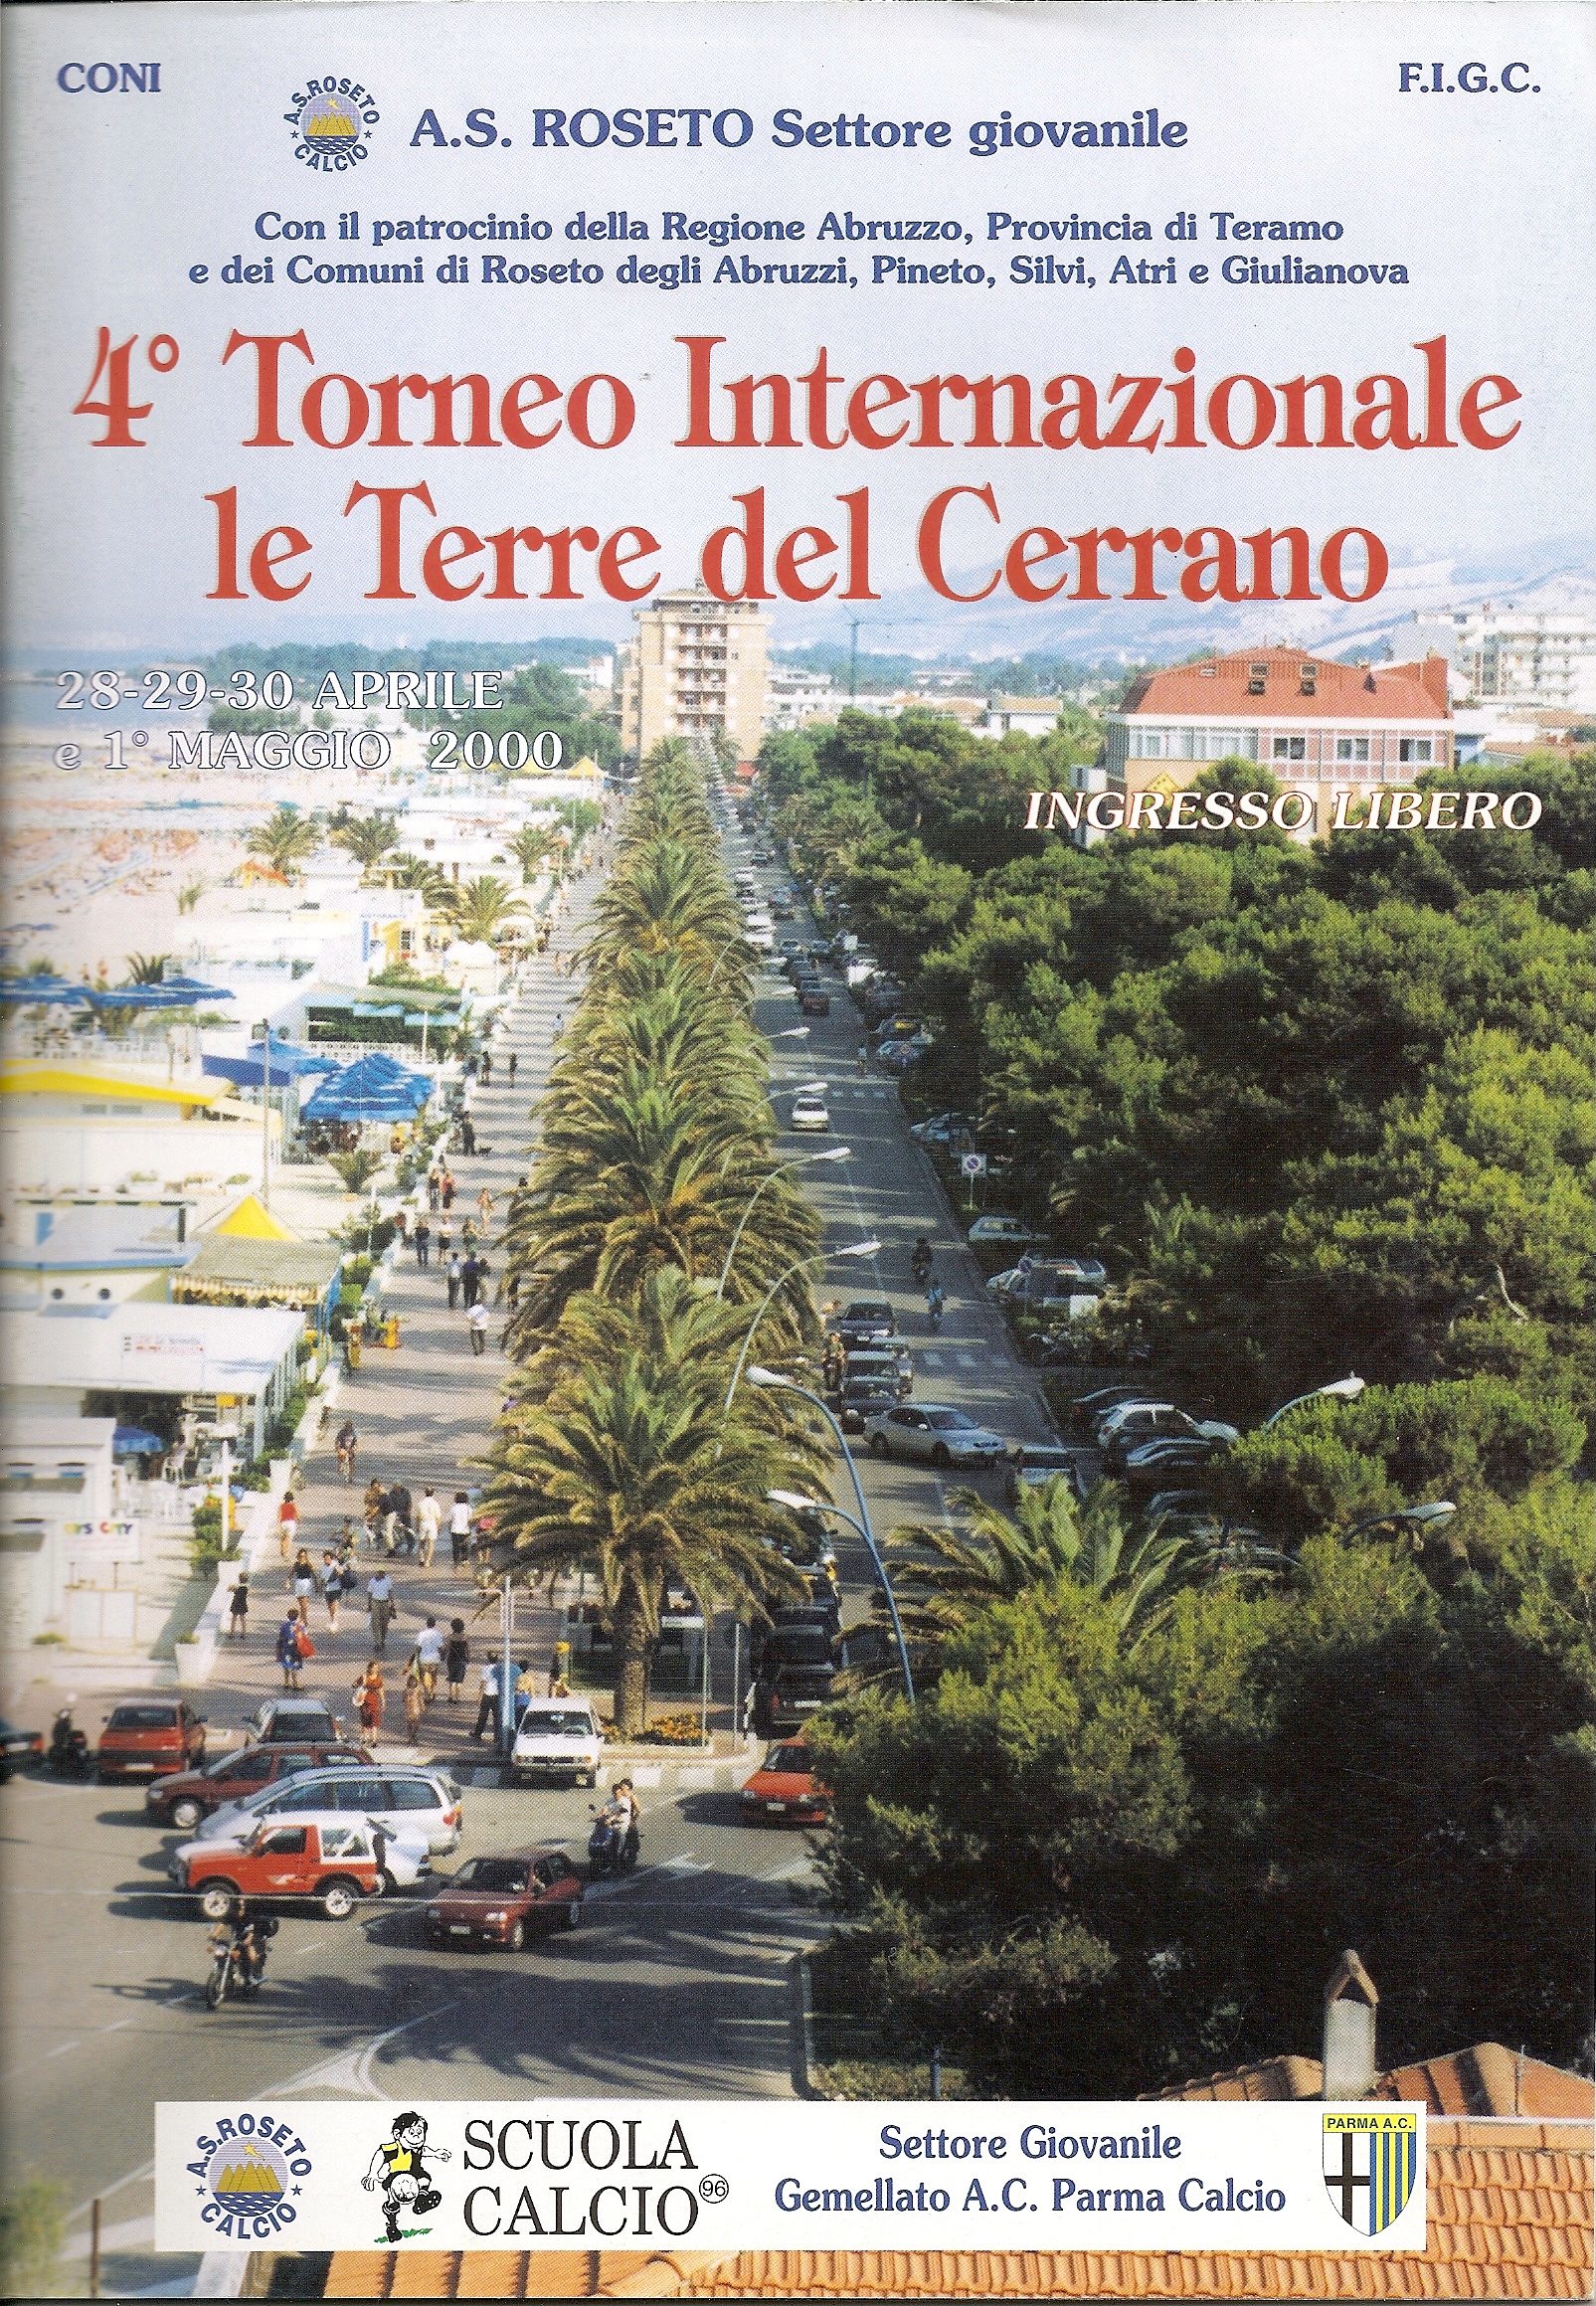 CONI
F.I.G.C.
A.S. ROSETO CALCIO
A.S. ROSETO Settore giovanile
Con il patrocinio della Regione Abruzzo, Provincia di Teramo
e dei Comuni di Roseto degli Abruzzi, Pineto, Silvi, Atri e Giulianova
4° Torneo Internazionale
le Terre del Cerrano
28-29-30 APRILE
e 1° MAGGIO 2000
INGRESSO LIBERO
A.S. ROSETO CALCIO
SCUOLA
CALCIO 96
Settore Giovanile
Gemellato A.C. Parma Calcio
PARMA A.C.